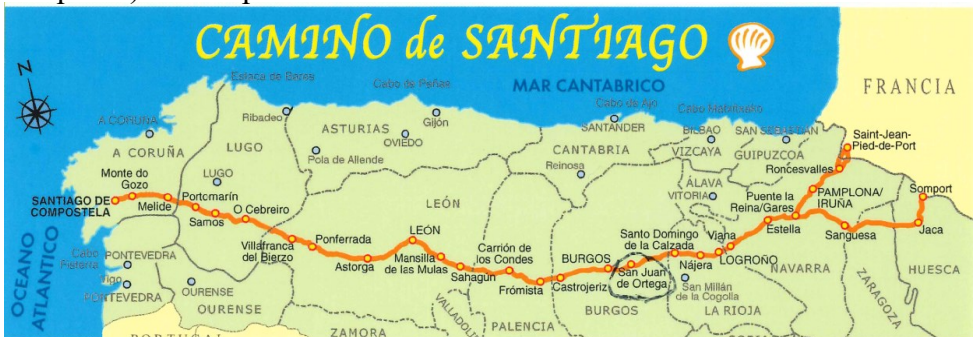 CAMINO de SANTIAGO
N
Estaca de Bares
Cabo de Peñas
MAR CANTABRICO
FRANCIA
Cabo de Ajo
Ribadeo
Gijón
A CORUÑA
ASTURIAS
OVIEDO
SANTANDER
BILBAO
SAN SEBASTIAN
Saint-Jean-
Pied-de-Port
A CORUÑA
LUGO
Pola de Allende
CANTABRIA
VIZCAYA
GUIPUZCOA
Reinosa
Roncesvalles
Monte do
Gozo
LUGO
ÁLAVA
VITORIA
Puente la
Reina/Gares
PAMPLONA/
IRUÑA
Somport
SANTIAGO DE
COMPOSTELA
Melide
Portomarín
Samos
O Cebreiro
LEÓN
Estella
Sanguesa
Jaca
Villafranca
del Bierzo
Ponferrada
LEÓN
Carrión de
los Condes
Santo Domingo
de la Calzada
Viana
LOGROÑO
OCEANO
ATLANTICO
Cabo
PONTEVEDRA
Astorga
Mansilla
de las Mulas
Sahagún
BURGOS
San Juan
de Ortega
Nájera
NAVARRA
HUESCA
Vigo
PONTEVEDRA
OURENSE
Frómista
Castrojeriz
San Millán
de la Cogolla
ZARAGOZA
OURENSE
BURGOS
LA RIOJA
VALLADOLID
PALENCIA
ZAMORA
PORTUGAL